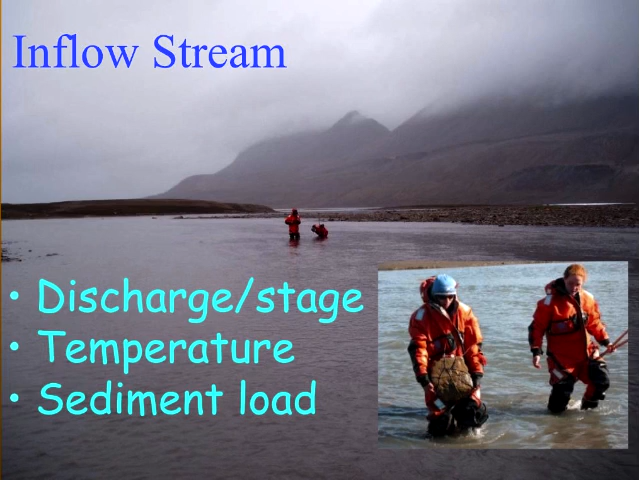 Inflow Stream
• Discharge/stage
• Temperature
• Sediment load